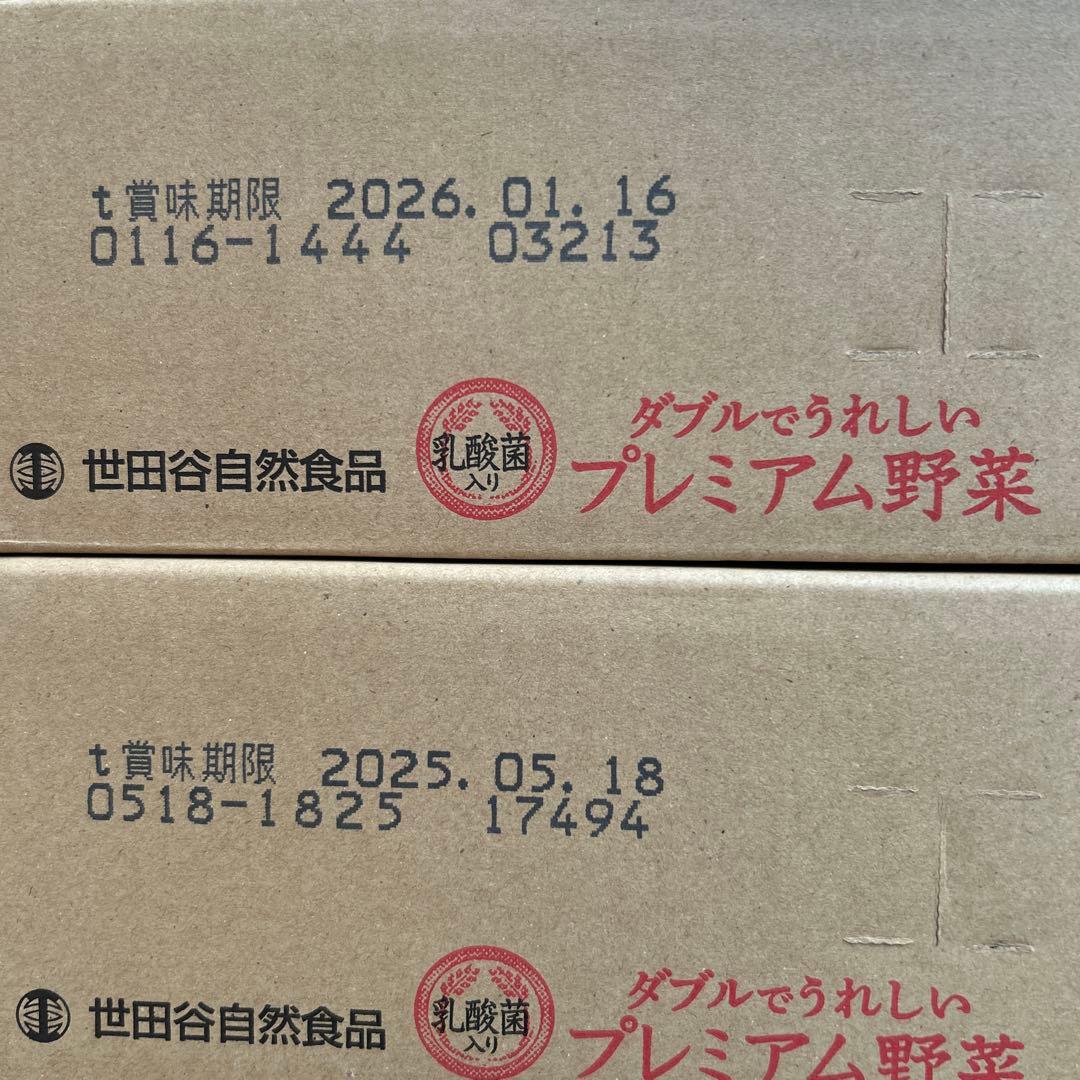 t賞味期限 2026.01.16
0116-1444 03213
世田谷自然食品
乳酸菌
入り
ダブルでうれしい
プレミアム野菜
t賞味期限 2025.05.18
0518-1825 17494
世田谷自然食品
乳酸菌
入り
ダブルでうれしい
プレミアム野菜